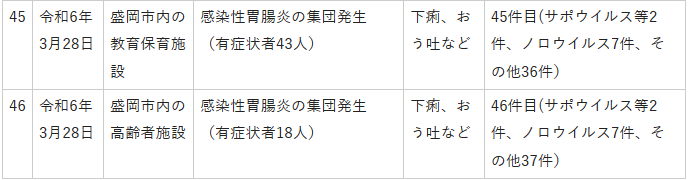 45
令和6年
3月28日
盛岡市内の
教育保育施
設
感染性胃腸炎の集団発生
（有症状者43人）
下痢、お
う吐など
45件目(サポウイルス等2
件、ノロウイルス7件、そ
の他36件)
46
令和6年
3月28日
盛岡市内の
高齢者施設
感染性胃腸炎の集団発生
（有症状者18人）
下痢、お
う吐など
46件目(サポウイルス等2
件、ノロウイルス7件、そ
の他37件)